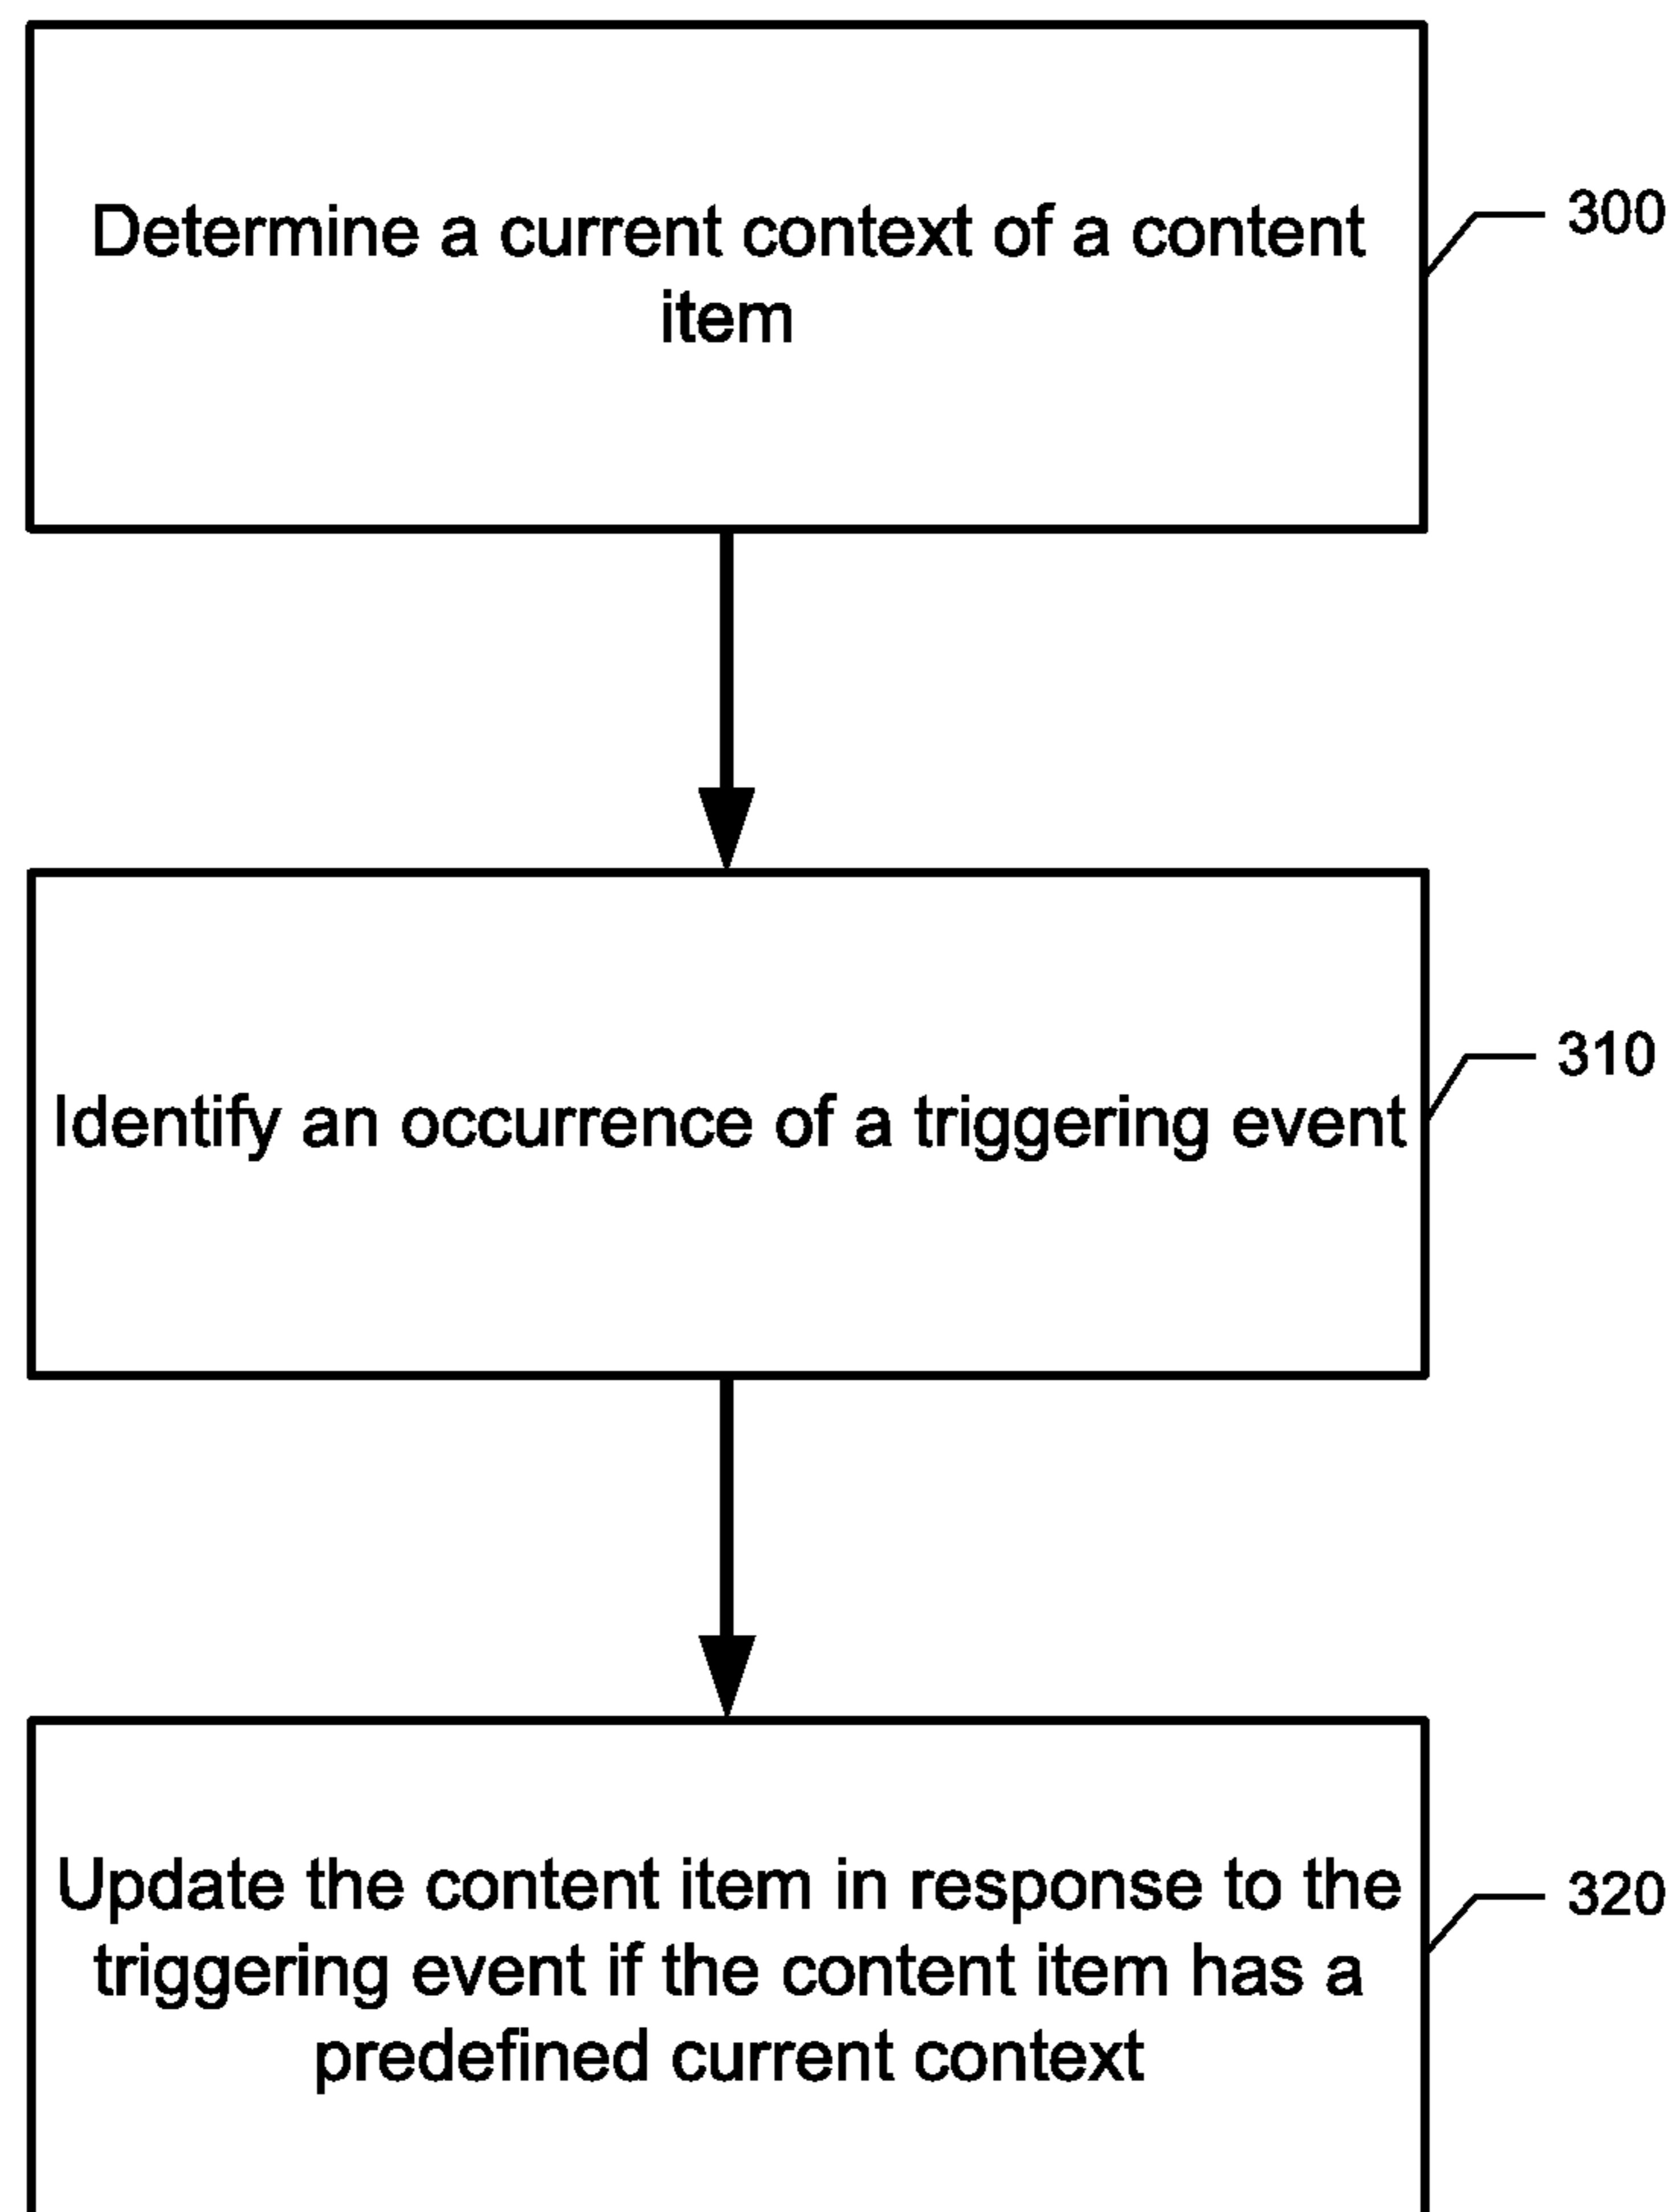 Determine a current context of a content
item
300
Identify an occurrence of a triggering event
310
Update the content item in response to the
triggering event if the content item has a
predefined current context
320